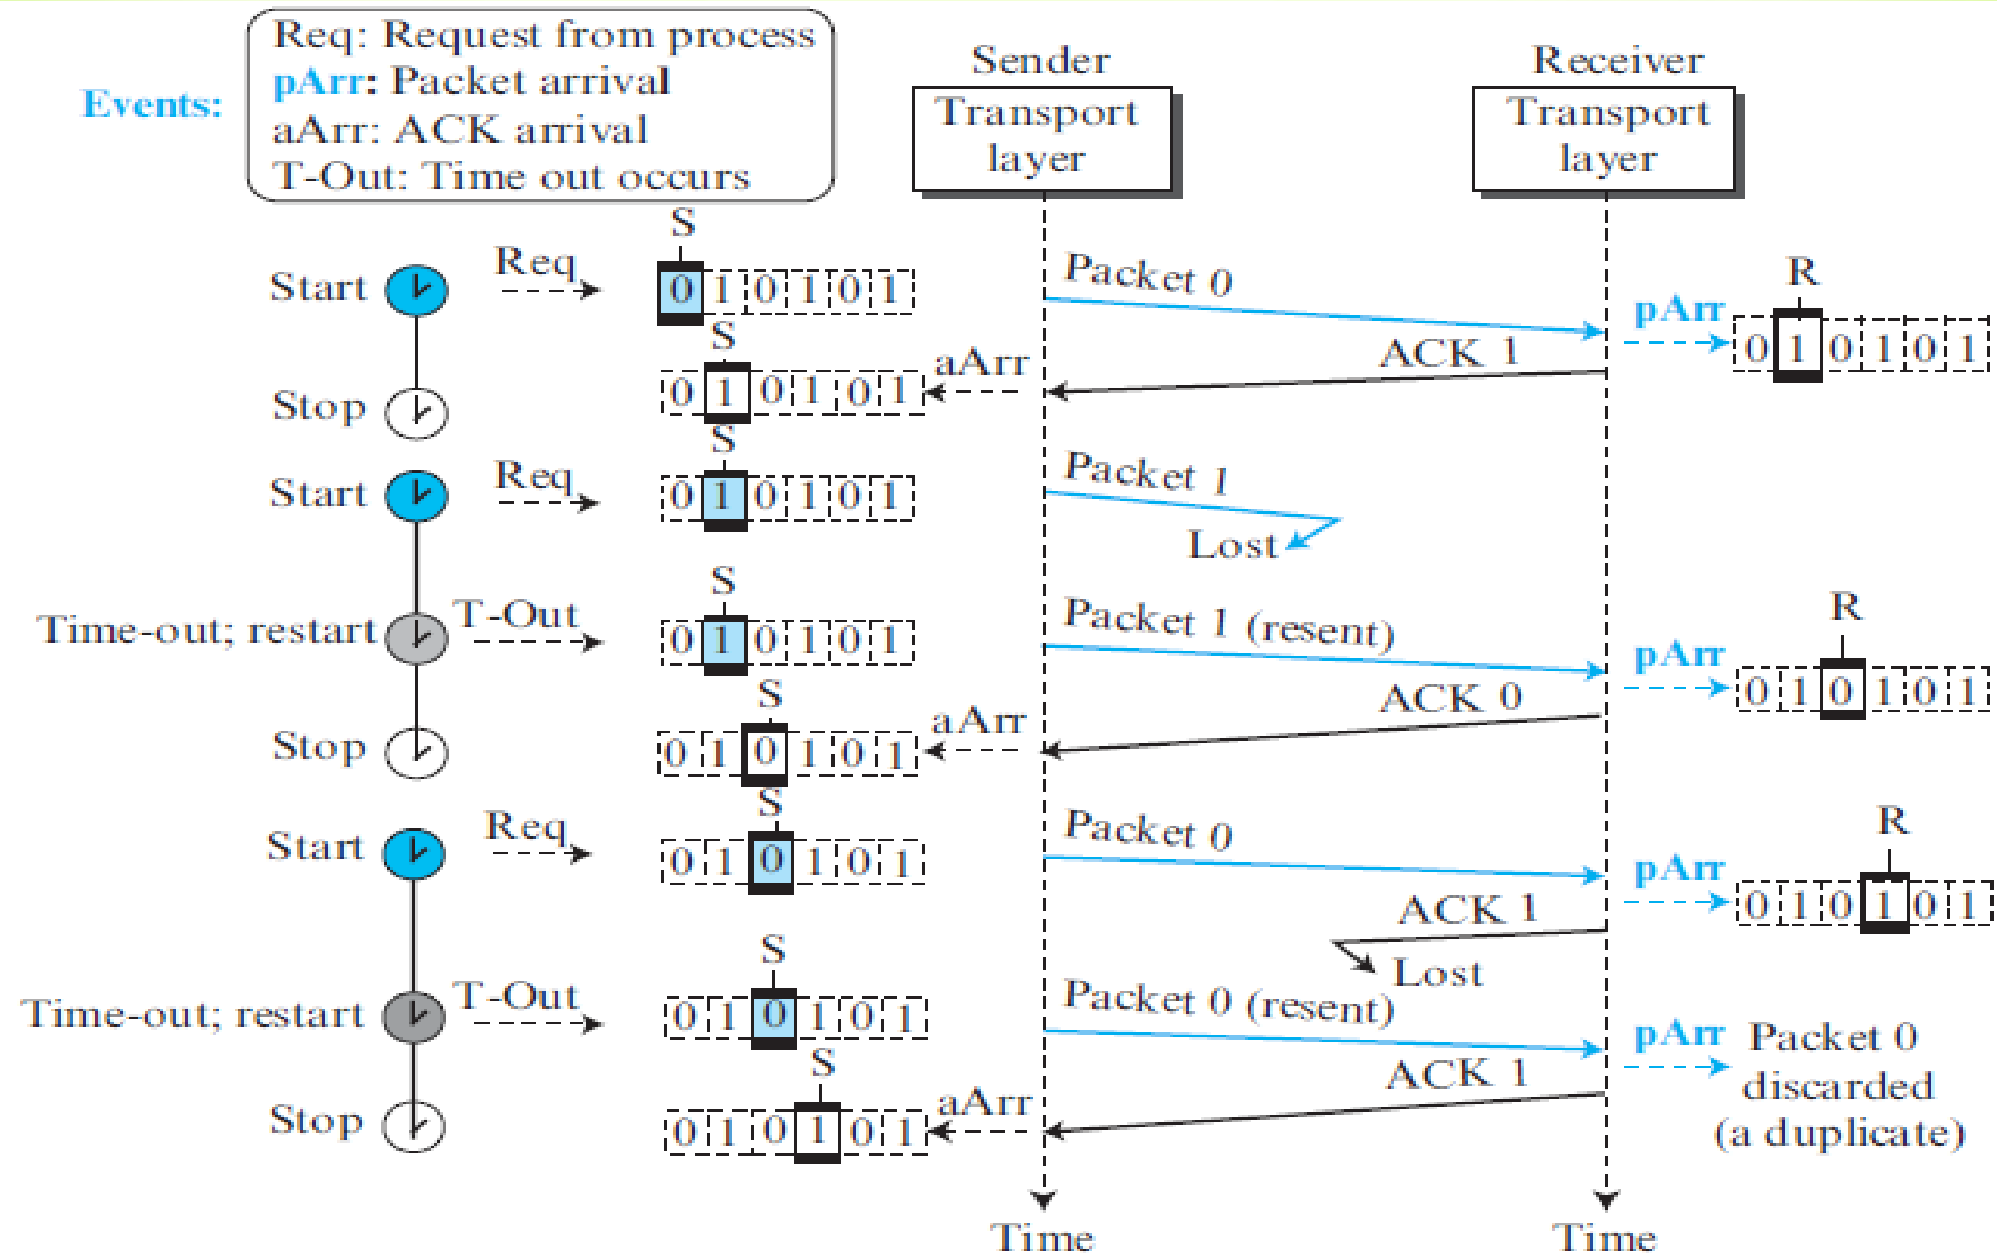 Req: Request from process
Events:
pArr: Packet arrival
aArr: ACK arrival
T-Out: Time out occurs
Sender
Transport
layer
Receiver
Transport
layer
Start
Req
S
0 1 0 1 0 1
Packet 0
pArr
R
0 1 0 1 0 1
Stop
S
0 1 0 1 0 1
aArr
ACK 1
Start
Req
S
0 1 0 1 0 1
Packet 1
Lost
Time-out; restart
T-Out
S
0 1 0 1 0 1
Packet 1 (resent)
pArr
R
0 1 0 1 0 1
Stop
S
0 1 0 1 0 1
aArr
ACK 0
Start
Req
S
0 1 0 1 0 1
Packet 0
pArr
R
0 1 0 1 0 1
ACK 1
Lost
Time-out; restart
T-Out
S
0 1 0 1 0 1
Packet 0 (resent)
pArr
Packet 0
discarded
(a duplicate)
Stop
S
0 1 0 1 0 1
aArr
ACK 1
Time
Time